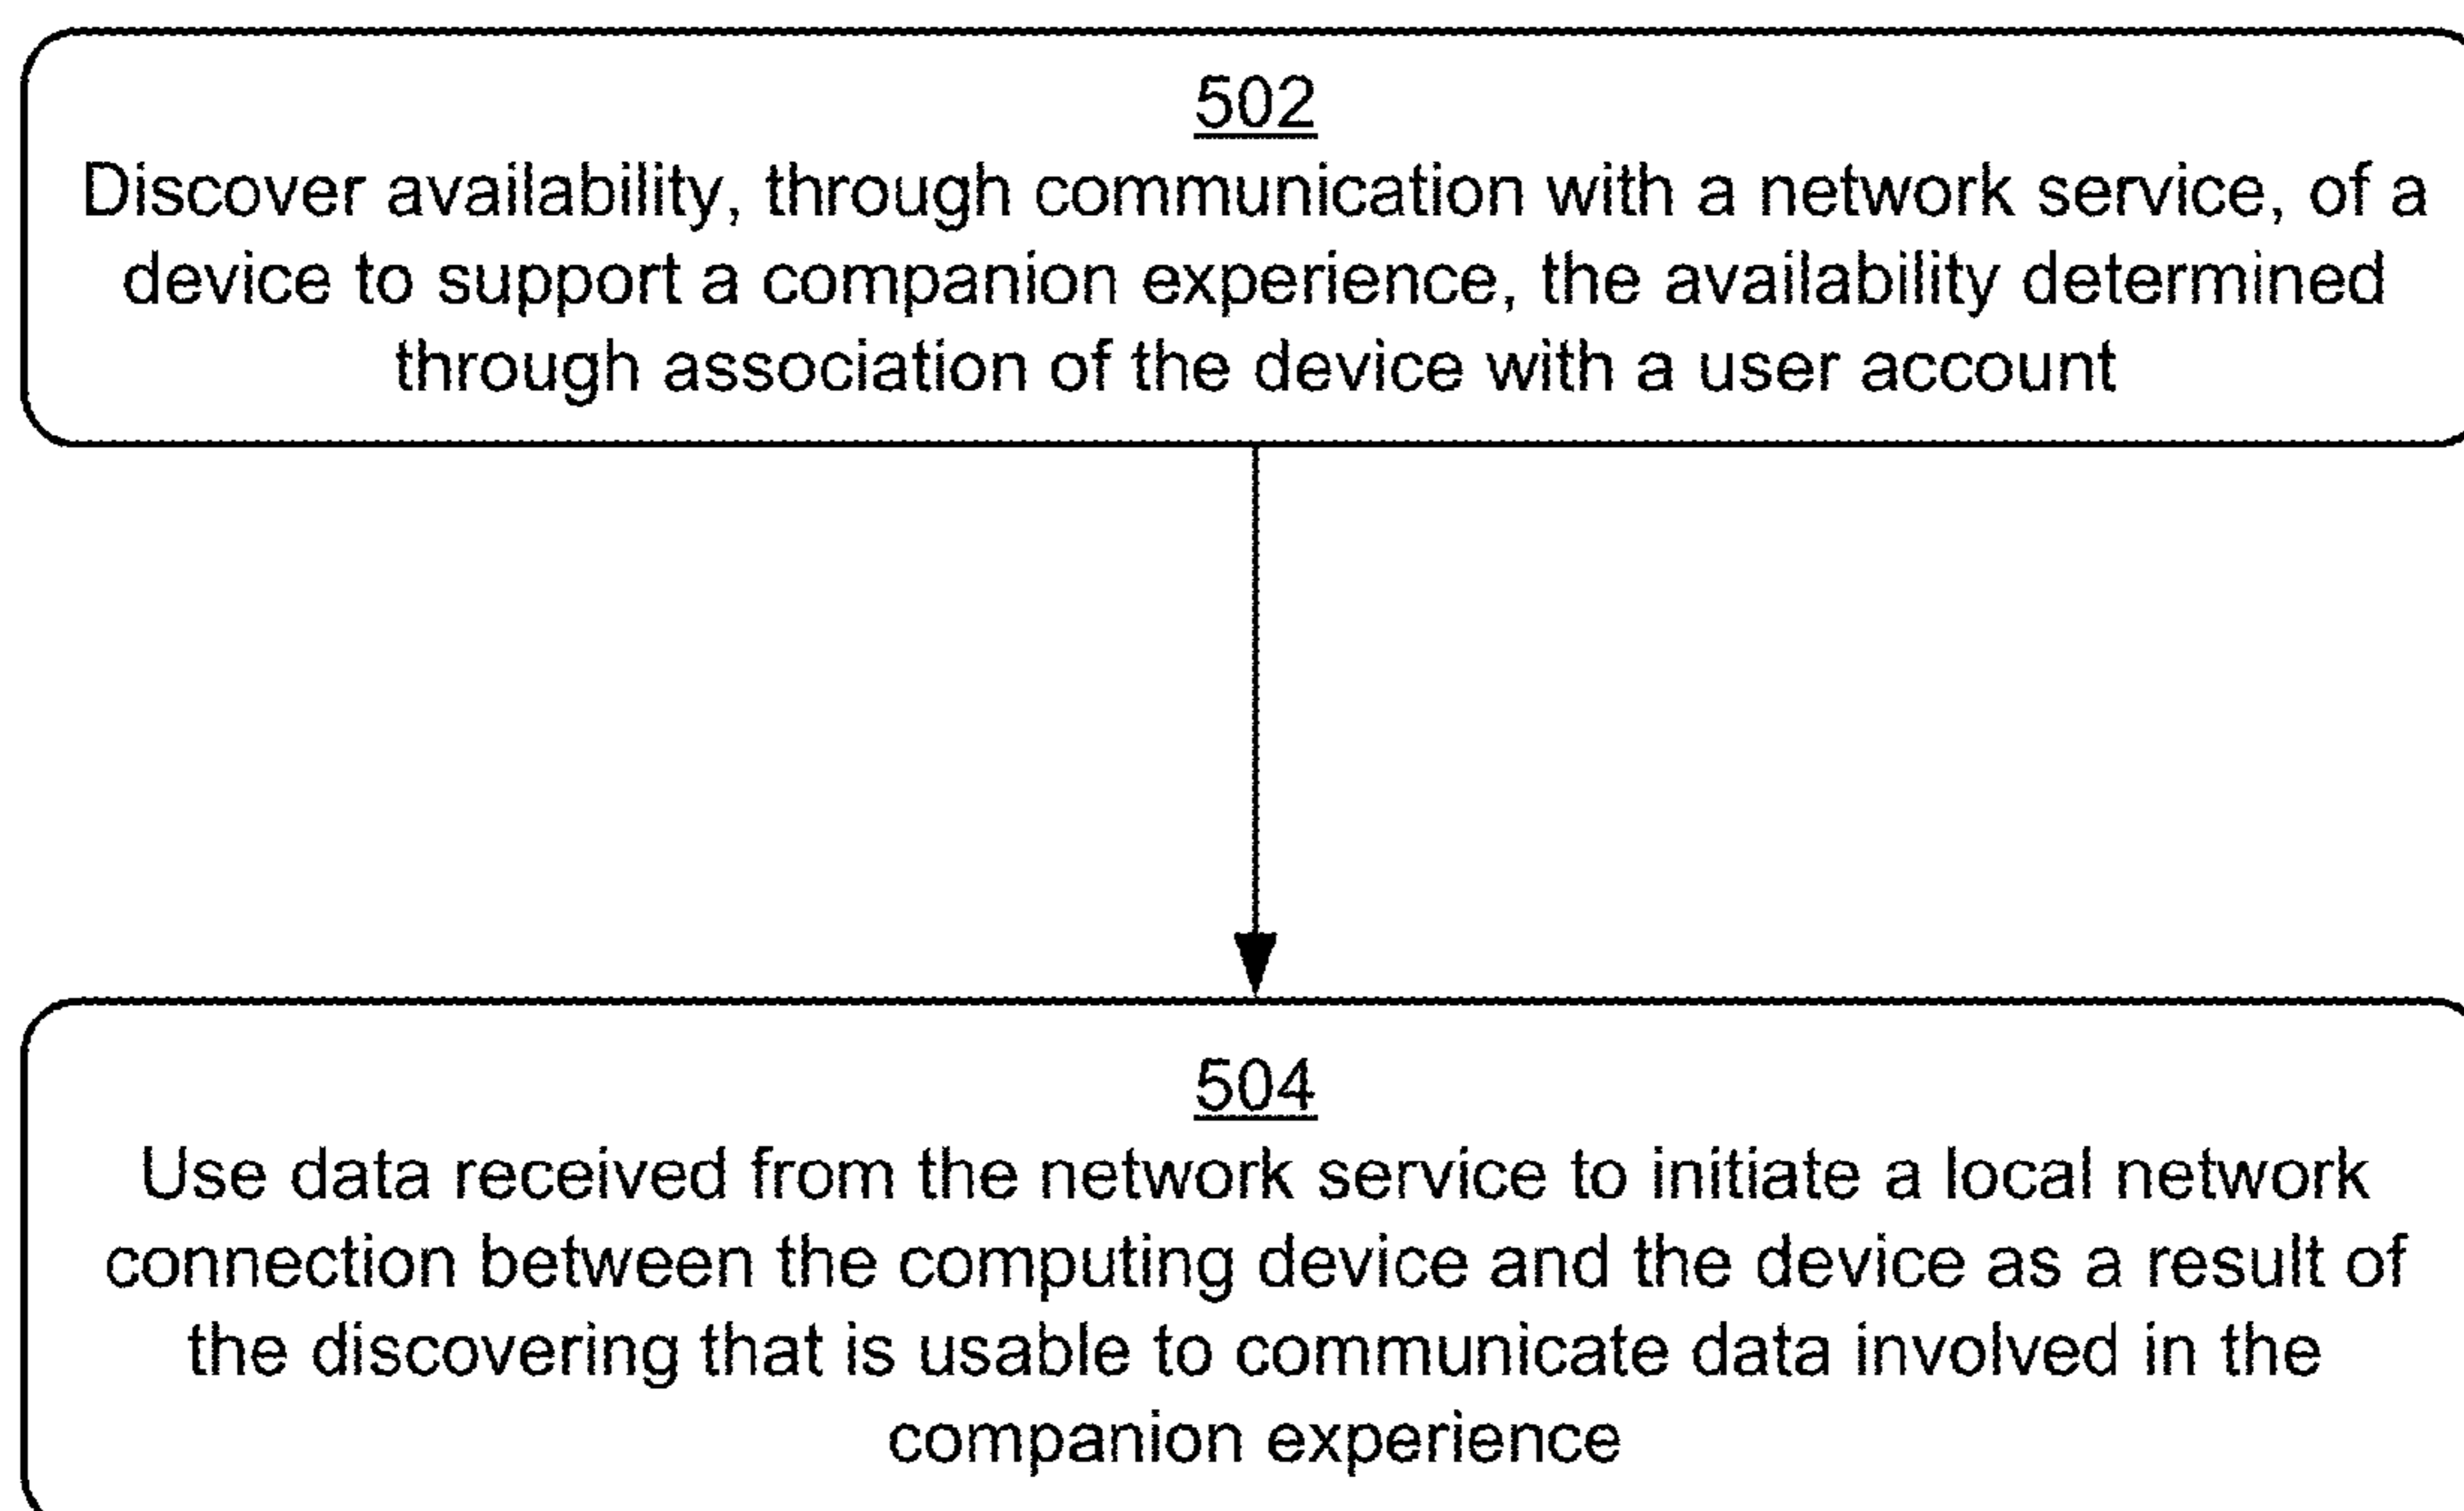 502
Discover availability, through communication with a network service, of a
device to support a companion experience, the availability determined
through association of the device with a user account
504
Use data received from the network service to initiate a local network
connection between the computing device and the device as a result of
the discovering that is usable to communicate data involved in the
companion experience